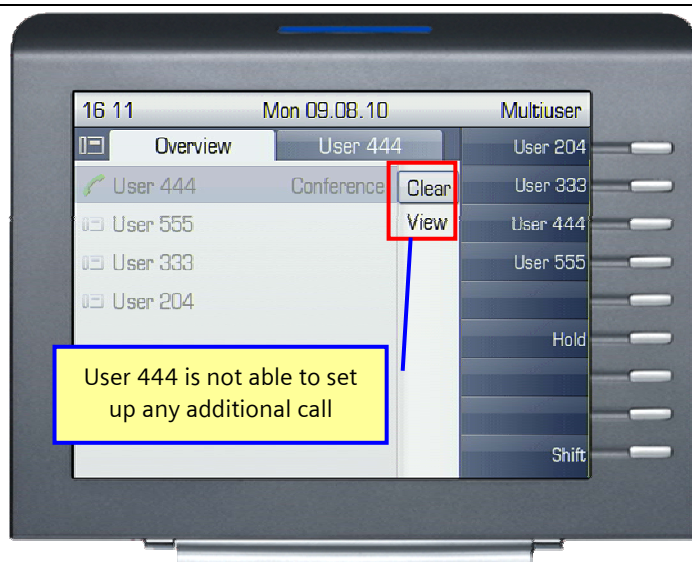 16 11 Mon 09.08.10 Multiuser
Overview User 444 User 204
User 444 Conference Clear User 333
User 555 View User 444
User 333 User 555
User 204
Hold
User 444 is not able to set
up any additional call
Shift